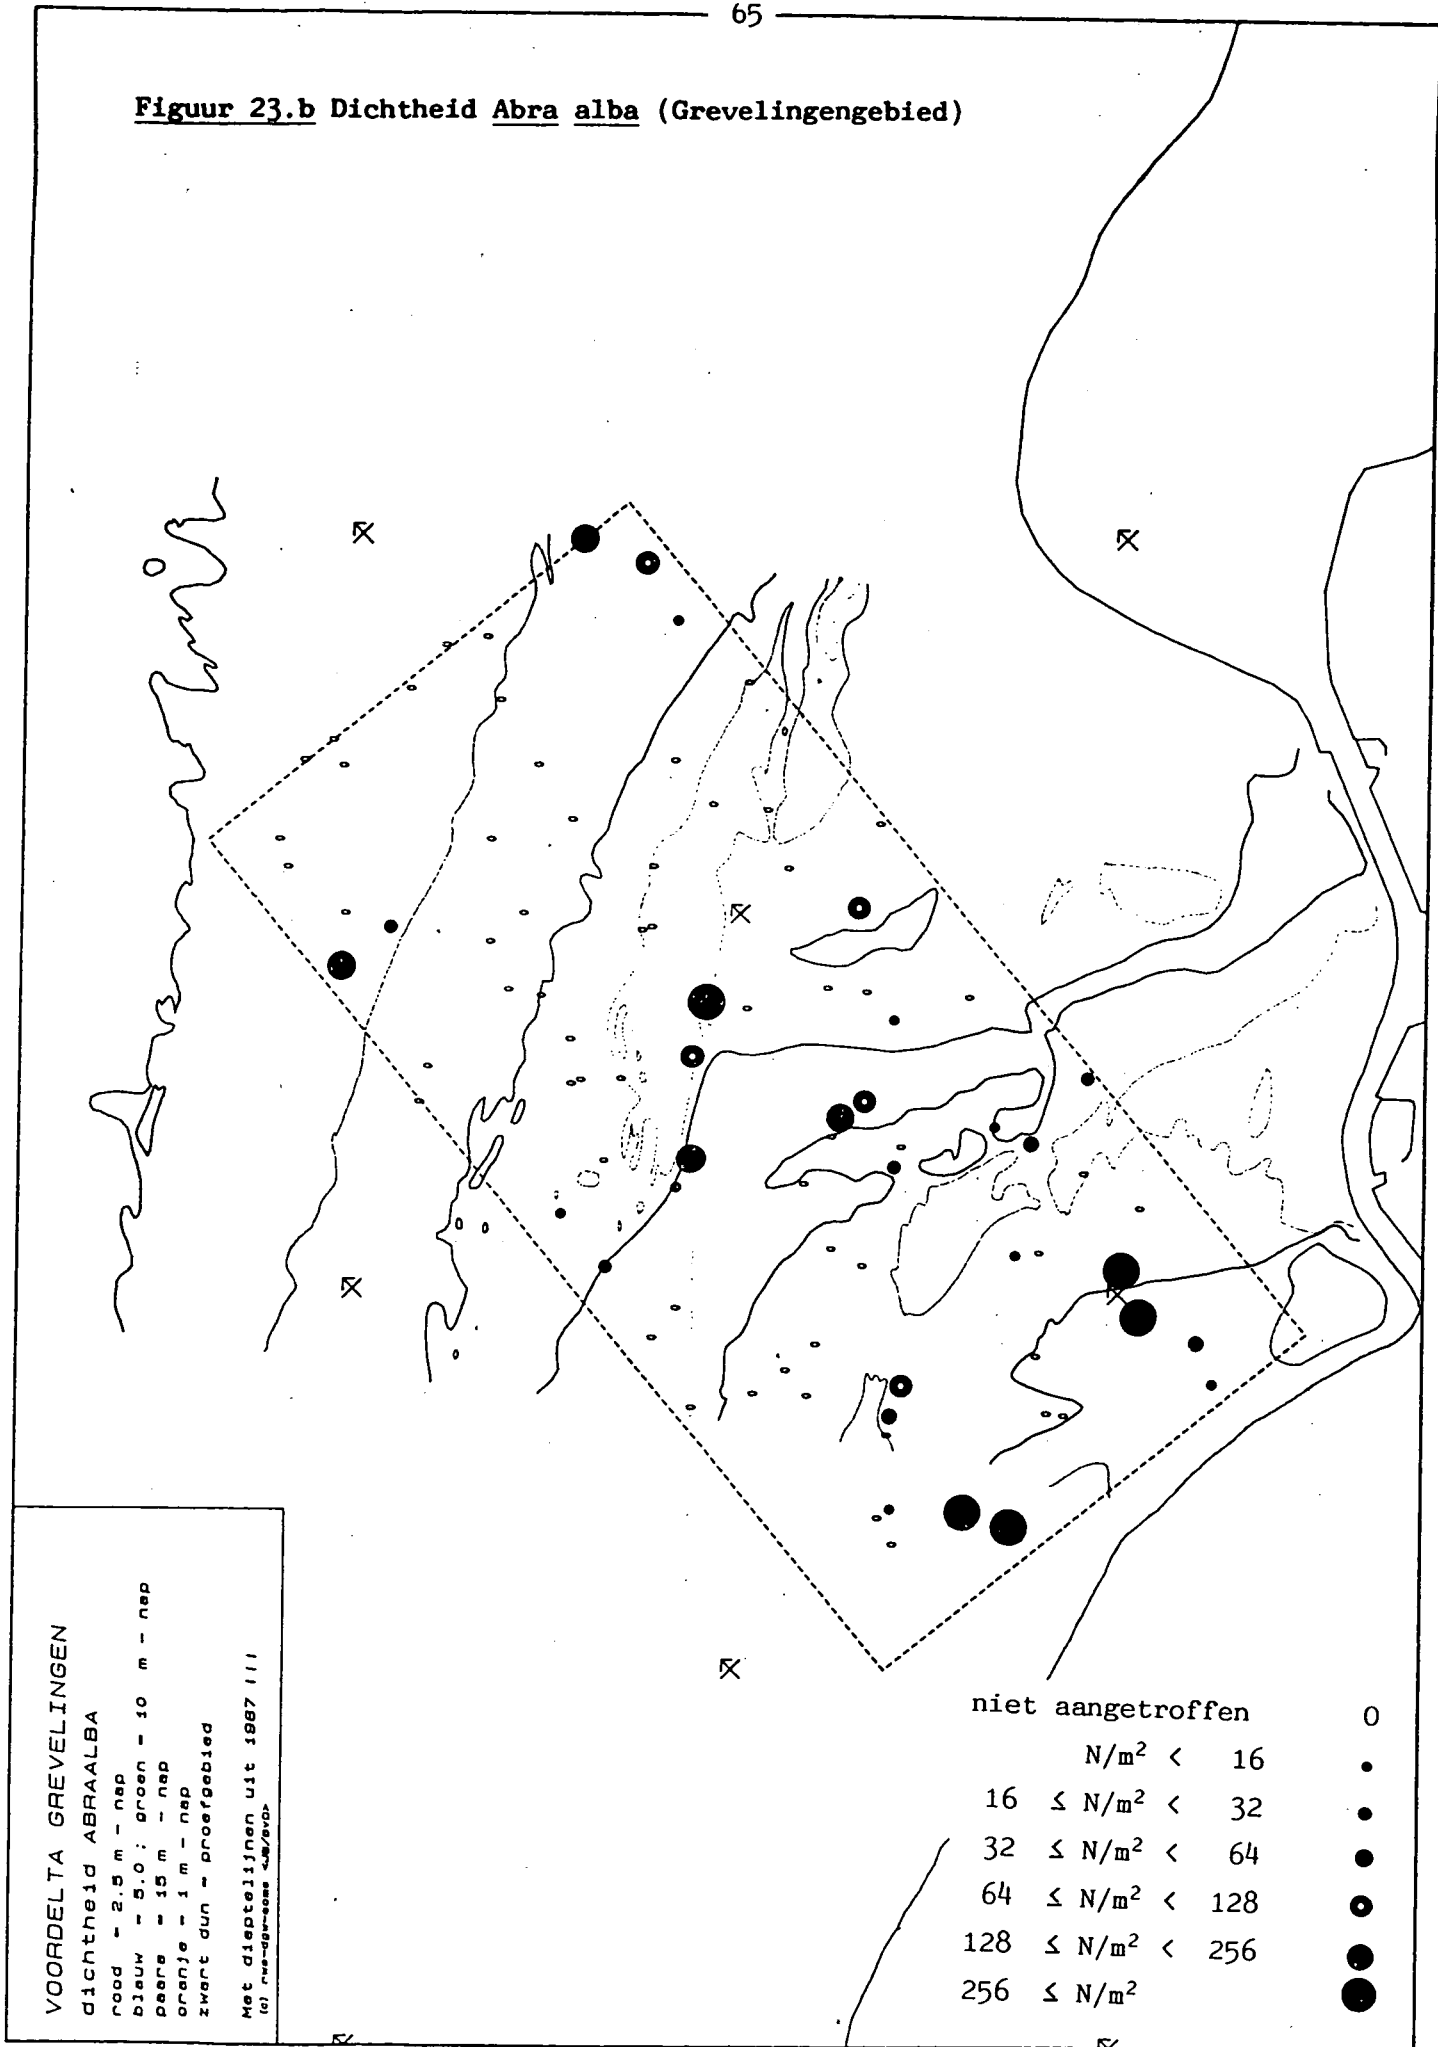 65
Figuur 23.b Dichtheid Abra alba (Grevelingengebied)
niet aangetroffen 0
N/m² < 16
16 ≤ N/m² < 32
32 ≤ N/m² < 64
64 ≤ N/m² < 128
128 ≤ N/m² < 256
256 ≤ N/m²
VOORDELTA GREVELINGEN
dichtheid ABRAALBA
rood = 2.5 m - nap
blauw = 5.0 ; groen = 10 m - nap
paars = 15 m - nap
oranje = 1 m - nap
zwart dun = proefgebied
Met dieptelijnen uit 1987 !!!
(c) rws-dgw-